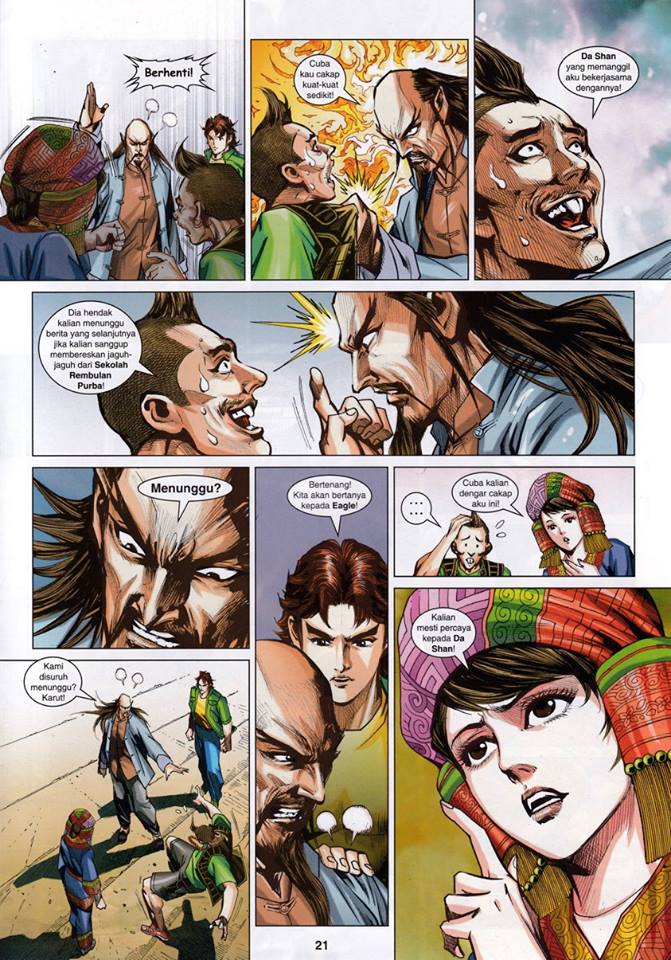 Berhenti!
Cuba
kau cakap
kuat-kuat
sedikit!
Da Shan
yang memanggil
aku bekerjasama
dengannya!
Dia hendak
kalian menunggu
berita yang selanjutnya
jika kalian sanggup
membereskan jaguh-
jaguh dari Sekolah
Rembulan
Purba!
Menunggu?
Bertenang!
Kita akan bertanya
kepada Eagle!
...
...
Cuba kalian
dengar cakap
aku ini!
Kami
disuruh
menunggu?
Karut!
Kalian
mesti percaya
kepada Da
Shan!
21